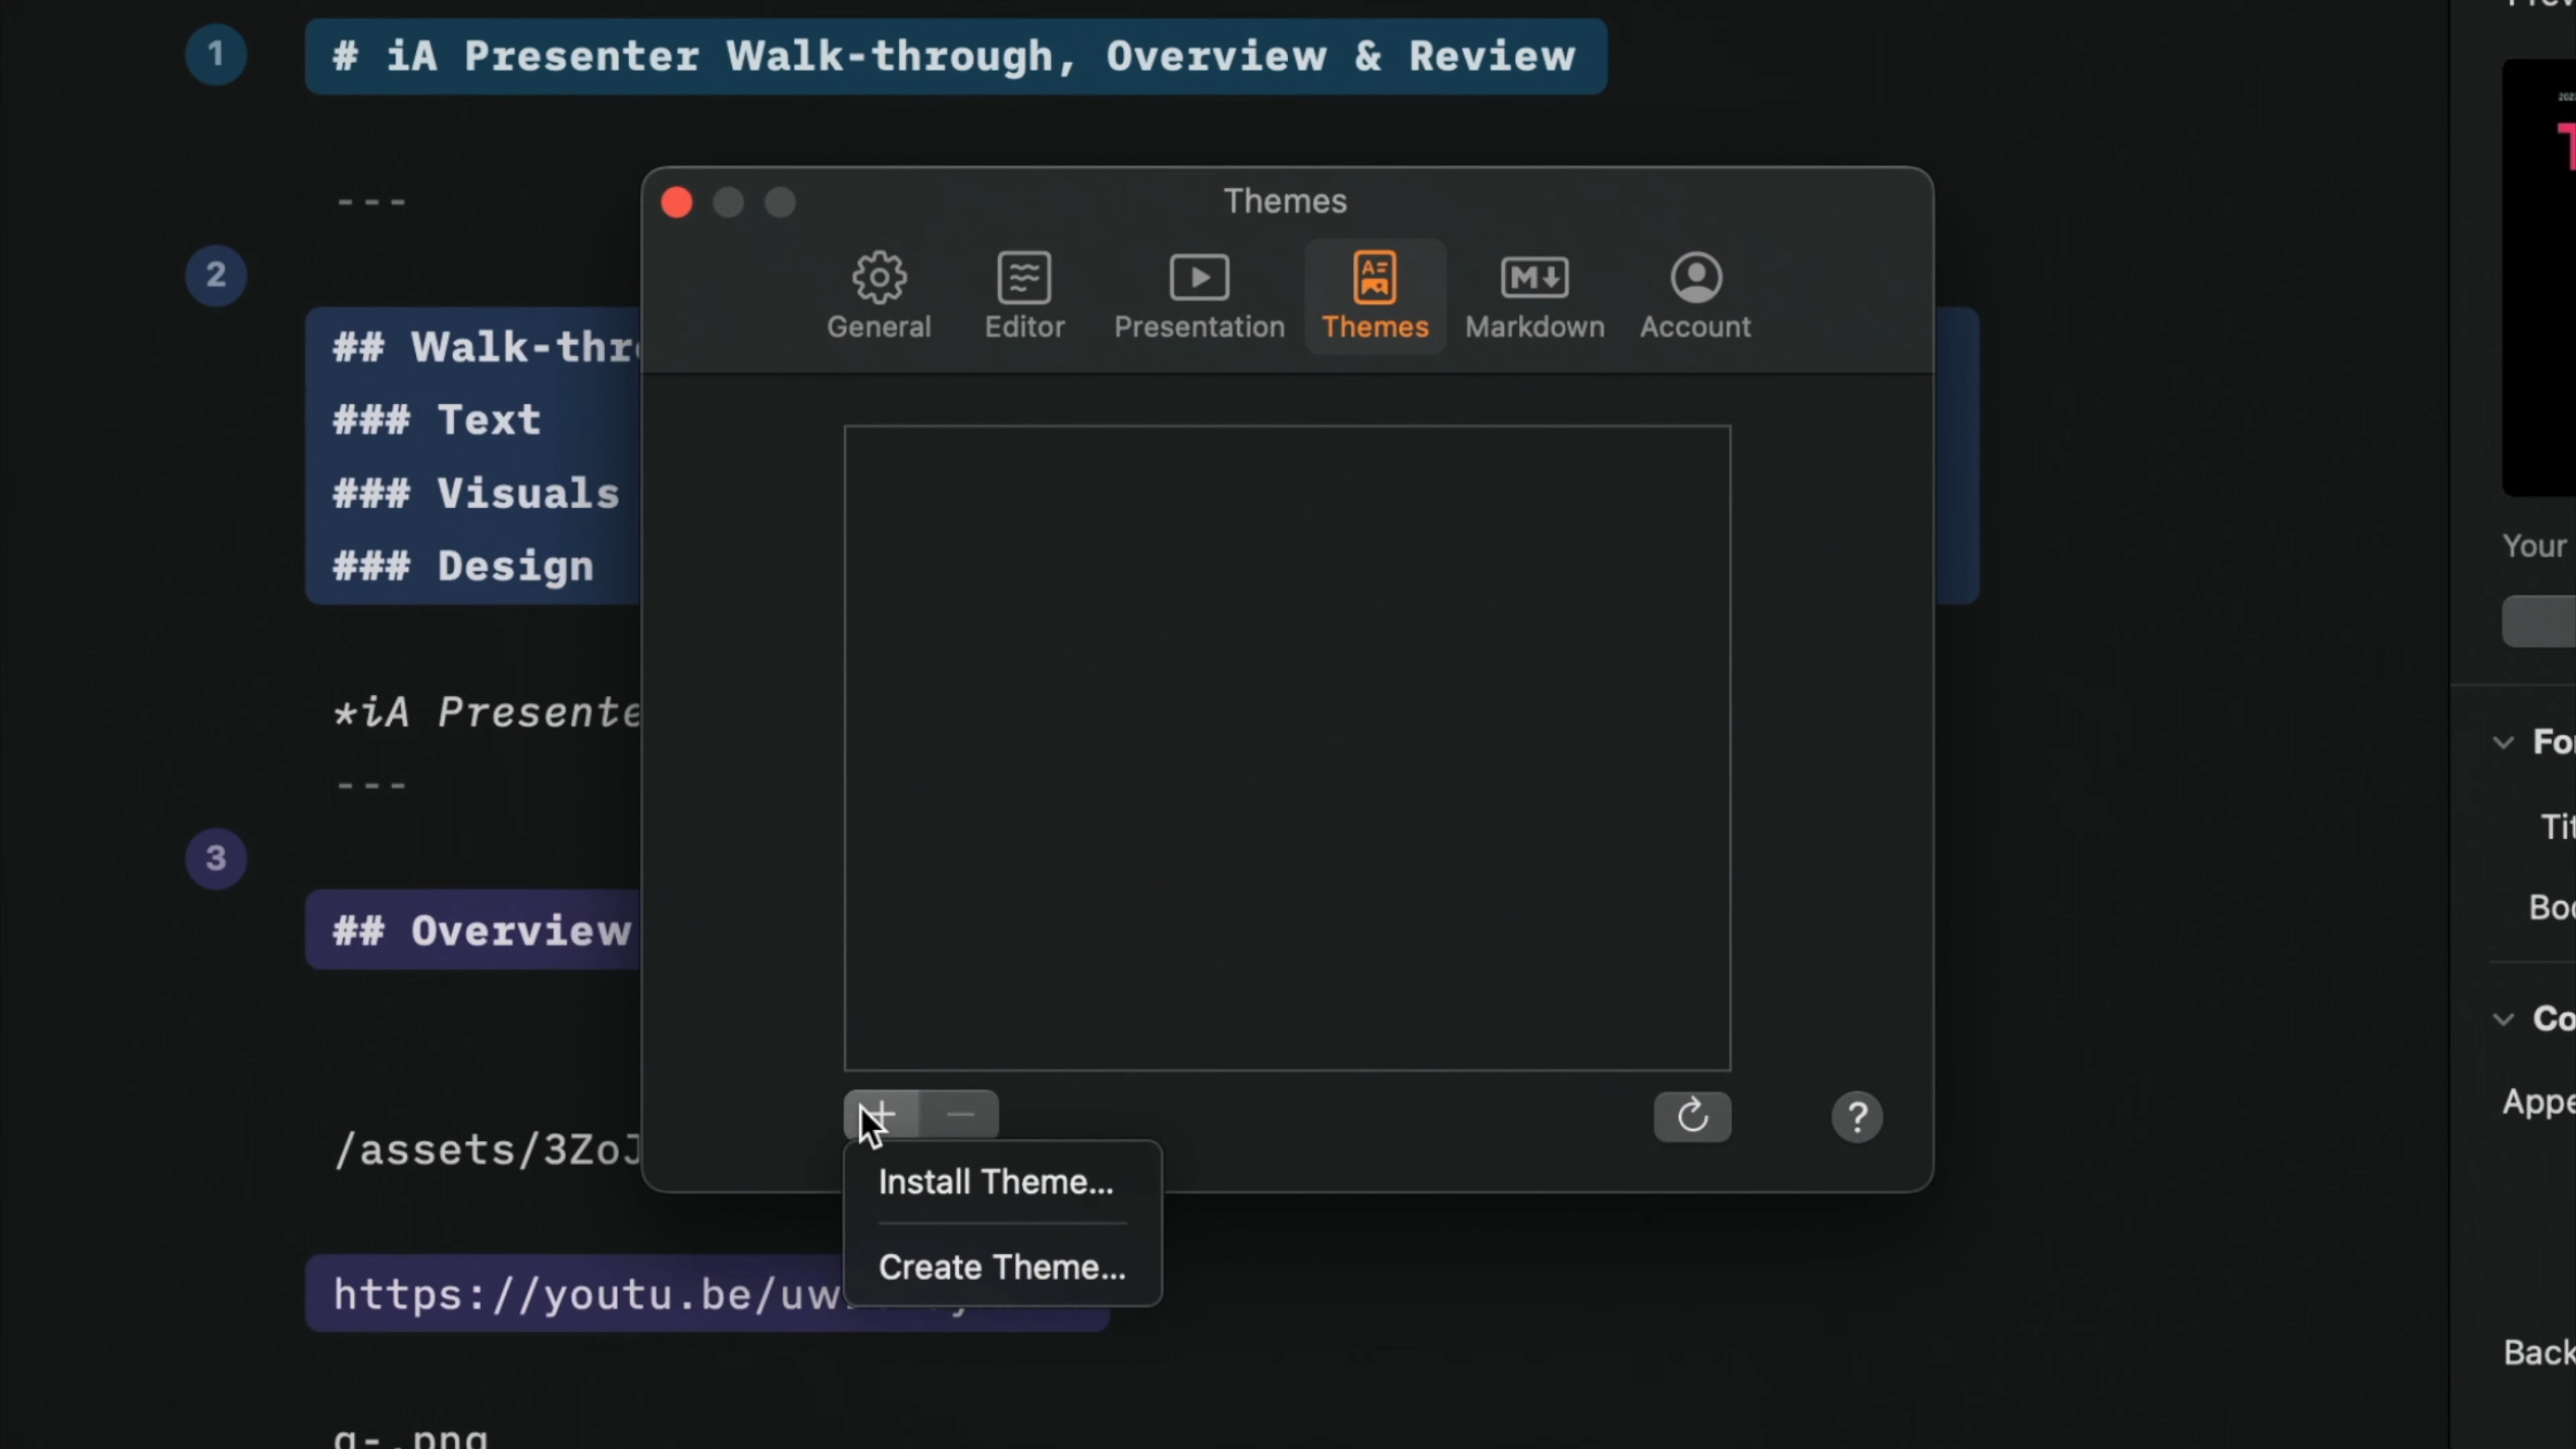 1
# iA Presenter Walk-through, Overview & Review
---
2
## Walk-thr
### Text
### Visuals
### Design
*iA Presente
---
3
## Overview
/assets/3Zo
https://youtu.be/uw
Themes
General
Editor
Presentation
A
Themes
M
Markdown
Account
+
−
?
Install Theme...
Create Theme...
Your
Fo
Tit
Bo
Co
Appe
Back